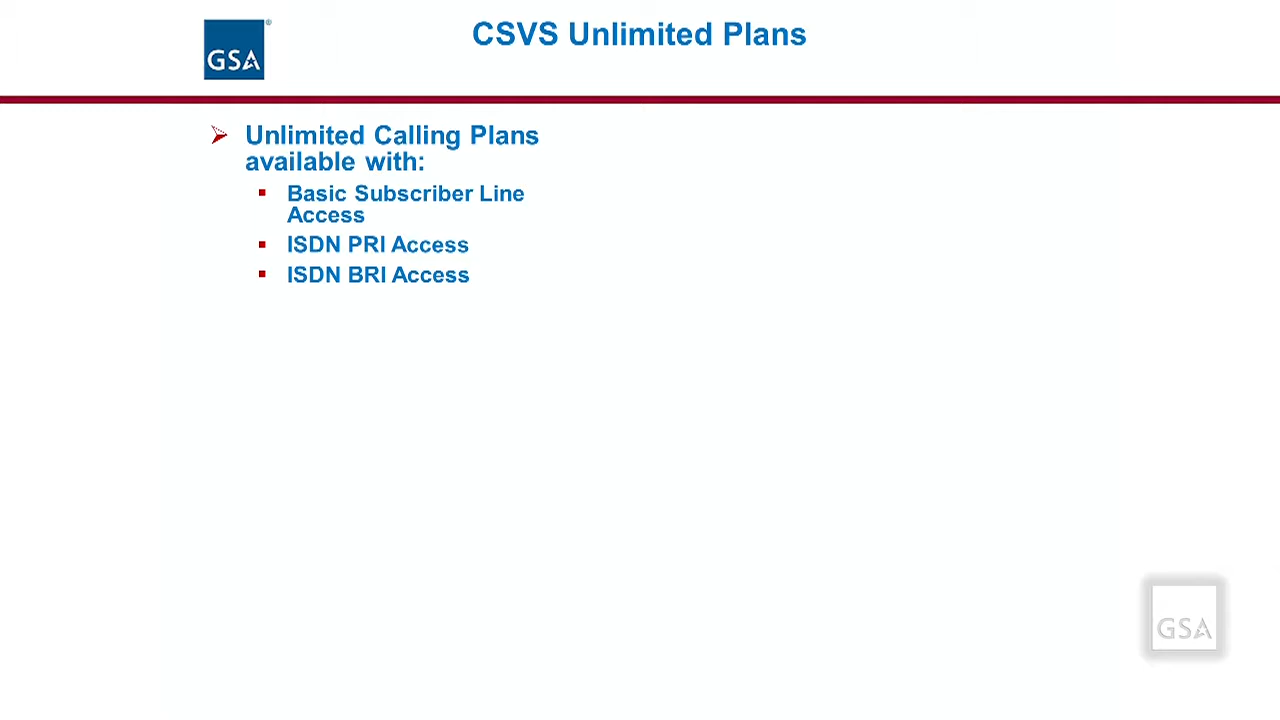 GSA®
CSVS Unlimited Plans
Unlimited Calling Plans
available with:
Basic Subscriber Line
Access
ISDN PRI Access
ISDN BRI Access
GSA